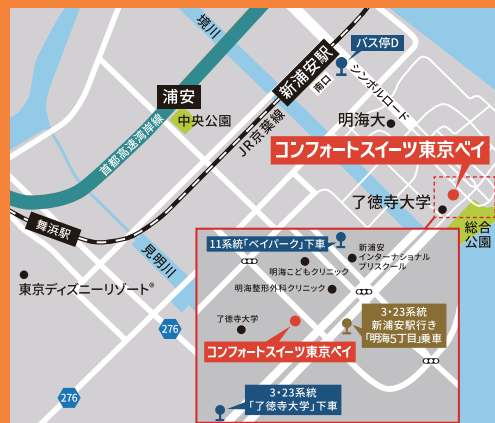 境川
バス停D
新浦安駅
南口
シンボルロード
浦安
中央公園
明海大
首都高速湾岸線
JR京葉線
コンフォートスイーツ東京ベイ
了徳寺大学
舞浜駅
総合
公園
見明川
東京ディズニーリゾート®
11系統「ベイパーク」下車
新浦安
インターナショナル
プリスクール
明海こどもクリニック
明海整形外科クリニック
3・23系統
新浦安駅行き
「明海5丁目」乗車
了徳寺大学
コンフォートスイーツ東京ベイ
276
276
3・23系統
「了徳寺大学」下車